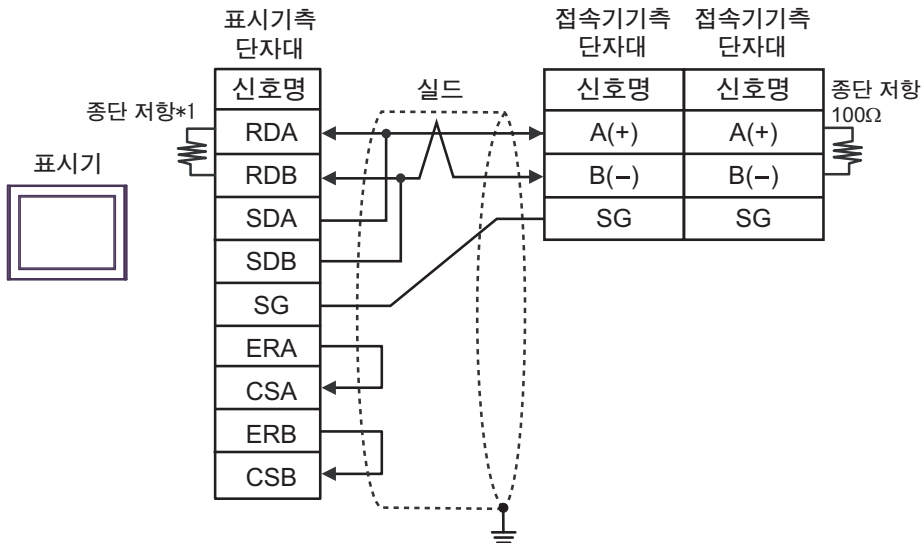 표시기측
단자대
접속기기측
단자대
접속기기측
단자대
신호명
실드
신호명
신호명
종단 저항
100Ω
종단 저항*1
RDA
A(+)
A(+)
표시기
RDB
B(−)
B(−)
SDA
SG
SG
SDB
SG
ERA
CSA
ERB
CSB